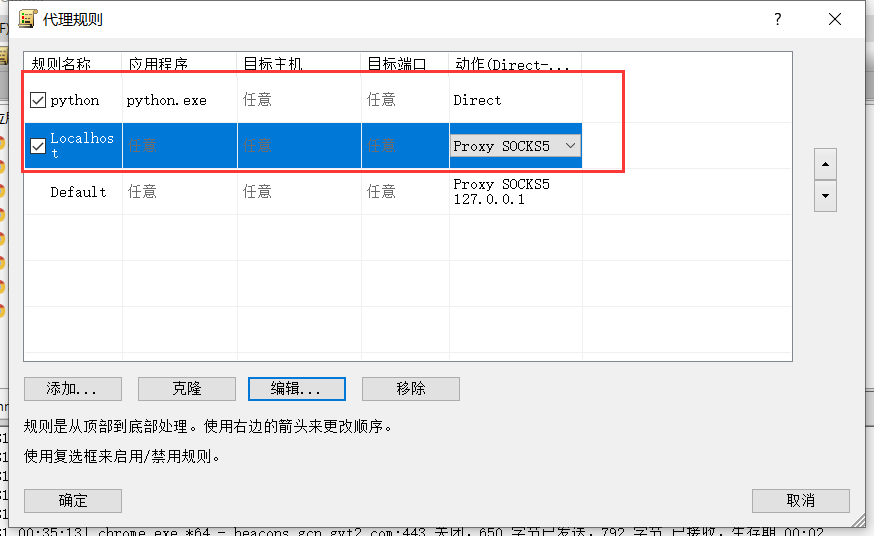 代理规则
规则名称 应用程序 目标主机 目标端口 动作(Direct-...
python python.exe 任意 任意 Direct
Localhos
t 任意 任意 任意 Proxy SOCKS5
Default 任意 任意 任意 Proxy SOCKS5
127.0.0.1
添加... 克隆 编辑... 移除
规则是从顶部到底部处理。使用右边的箭头来更改顺序。
使用复选框来启用/禁用规则。
确定 取消
00:35:13] chrome.exe *64 - beacons.gcp.gvt2.com:443 关闭，650 字节已发送，792 字节 已接收，生存期 00:02